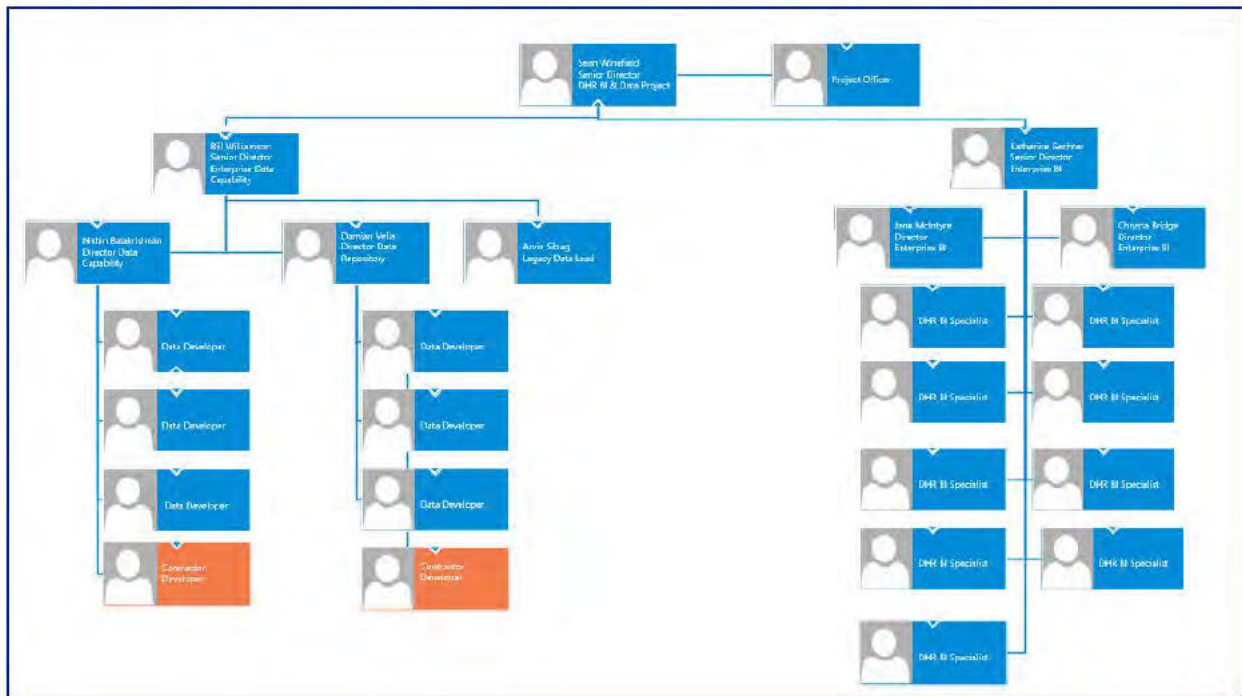 Sean Winefield
Senior Director
DHR BI & Data Project
Project Officer
Bill Williamson
Senior Director
Enterprise Data
Capability
Katherine
Senior Director
Enterprise BI
Nithin Balakrishnan
Director Data
Capability
Damian Vella
Director Data
Repository
Legacy Data Lead
Jane McIntyre
Director
Enterprise BI
Bridge
Director
Enterprise BI
Data Developer
Data Developer
DHR BI Specialist
DHR BI Specialist
Data Developer
Data Developer
DHR BI Specialist
DHR BI Specialist
Data Developer
Data Developer
DHR BI Specialist
DHR BI Specialist
Contractor
Developer
Contractor
Developer
DHR BI Specialist
DHR BI Specialist
DHR BI Specialist